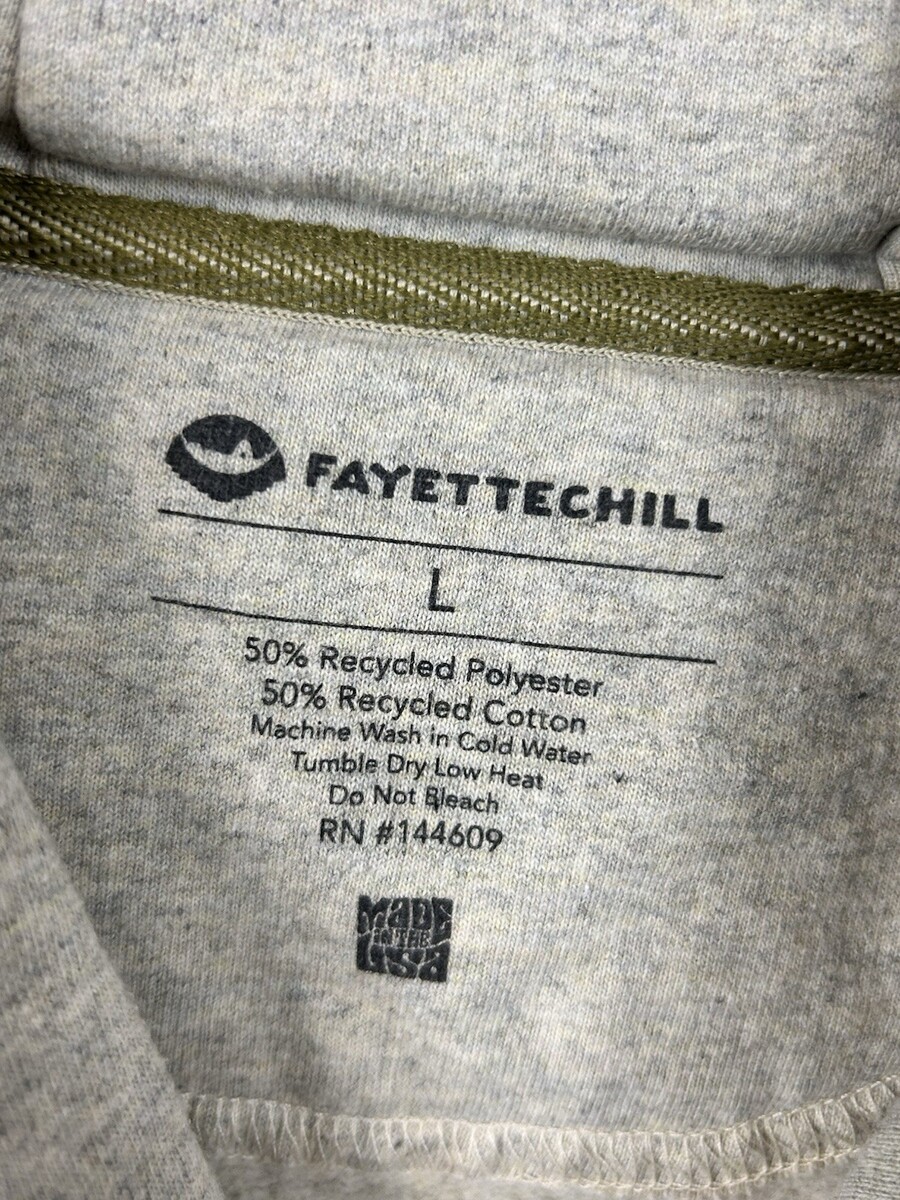 FAYETTECHILL
L
50% Recycled Polyester
50% Recycled Cotton
Machine Wash in Cold Water
Tumble Dry Low Heat
Do Not Bleach
RN #144609
MADE
IN THE
USA